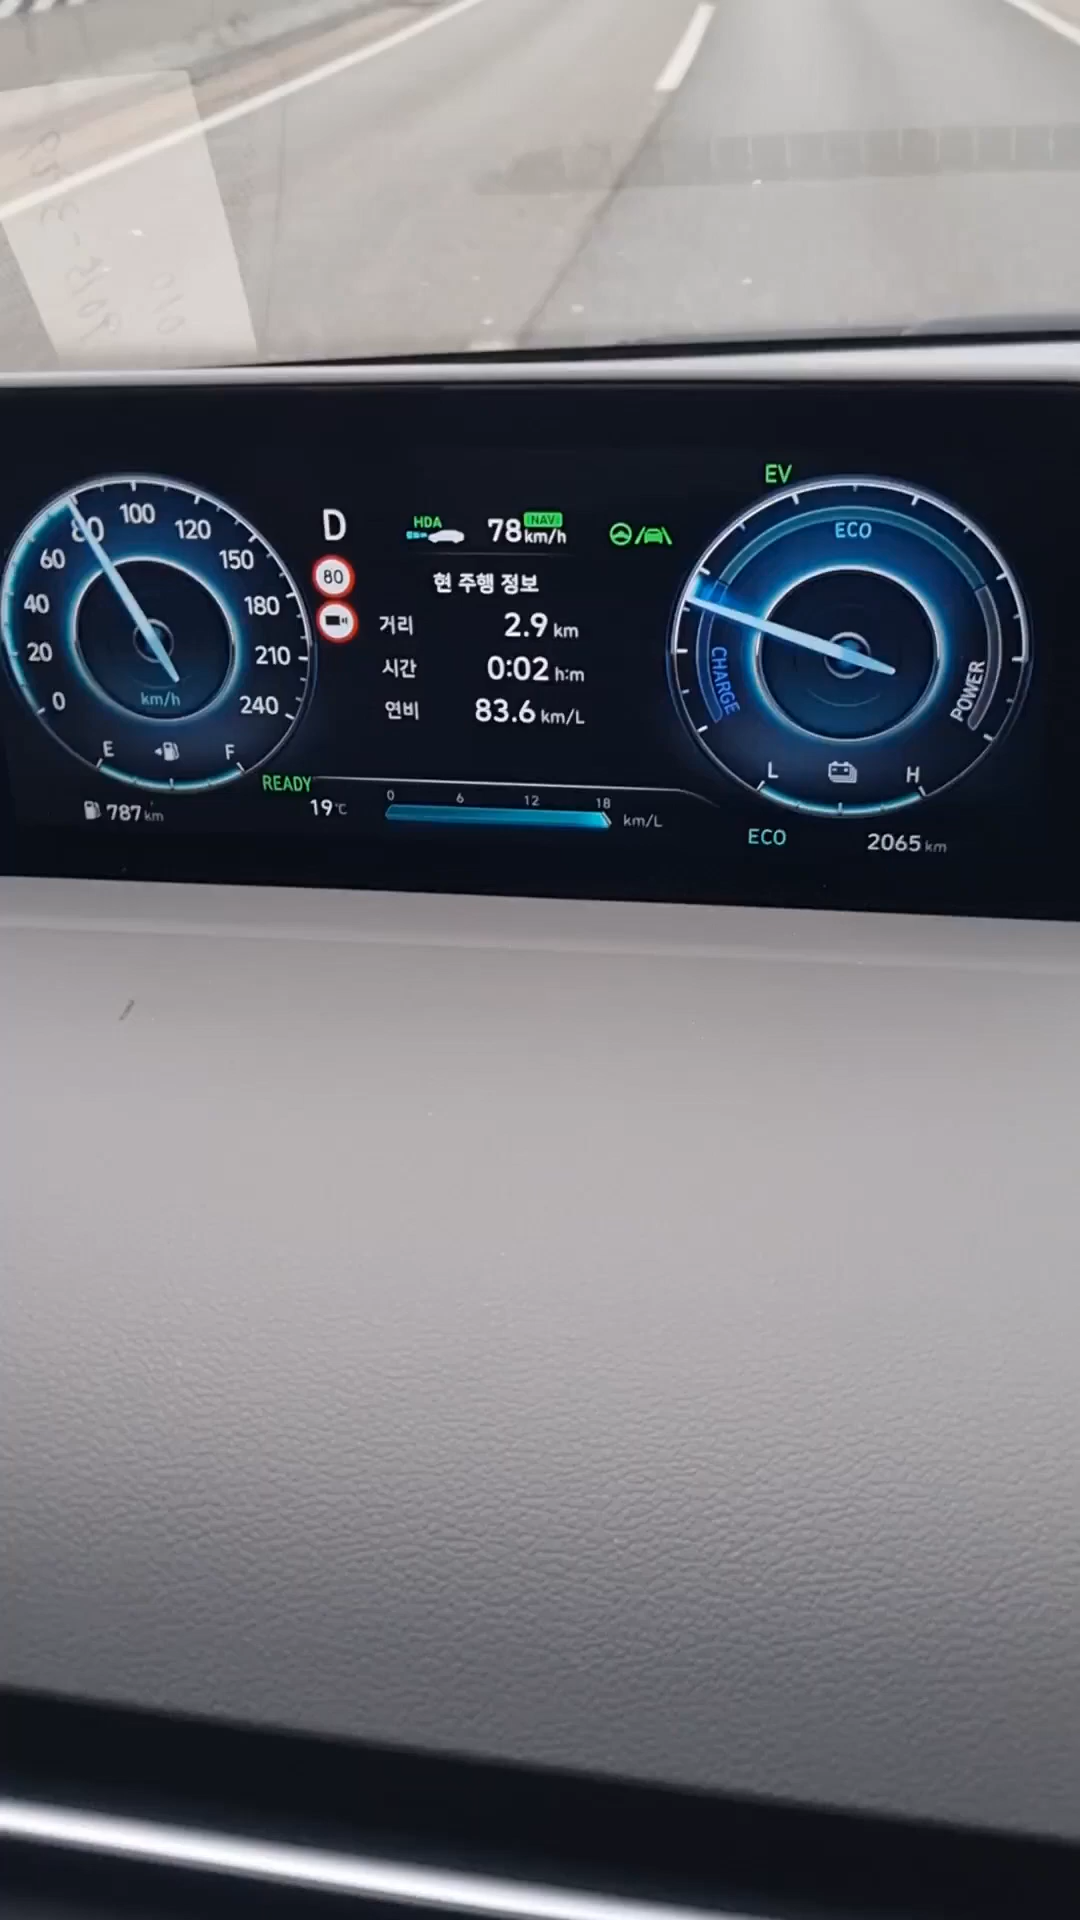 EV
D
HDA
78 km/h
NAV
80
현 주행 정보
거리 2.9 km
시간 0:02 h:m
연비 83.6 km/L
0 20 40 60 80 100 120 150 180 210 240
km/h
E F
787 km
READY
19℃
0 6 12 18 km/L
ECO
CHARGE
POWER
L H
ECO
2065 km